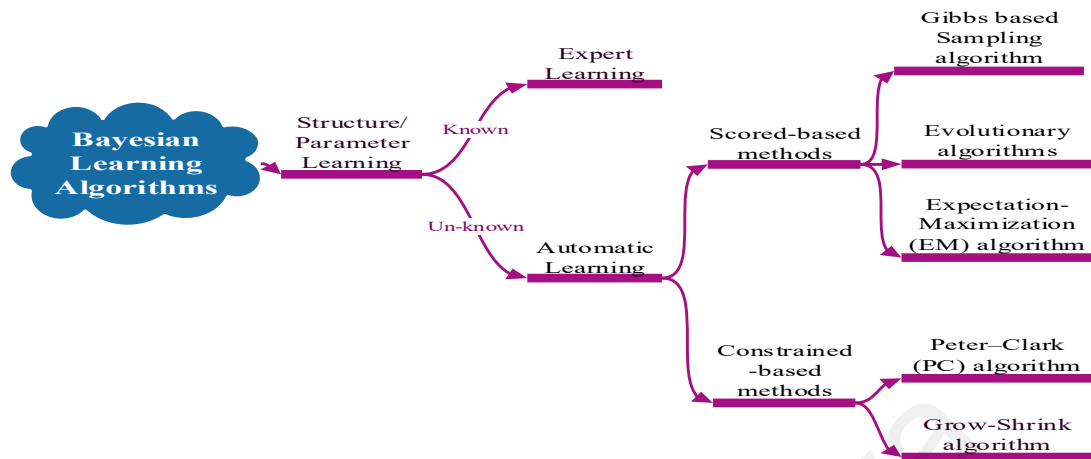 Bayesian
Learning
Algorithms
Structure/
Parameter
Learning
Known
Un-known
Expert
Learning
Automatic
Learning
Scored-based
methods
Constrained
-based
methods
Gibbs based
Sampling
algorithm
Evolutionary
algorithms
Expectation-
Maximization
(EM) algorithm
Peter–Clark
(PC) algorithm
Grow-Shrink
algorithm